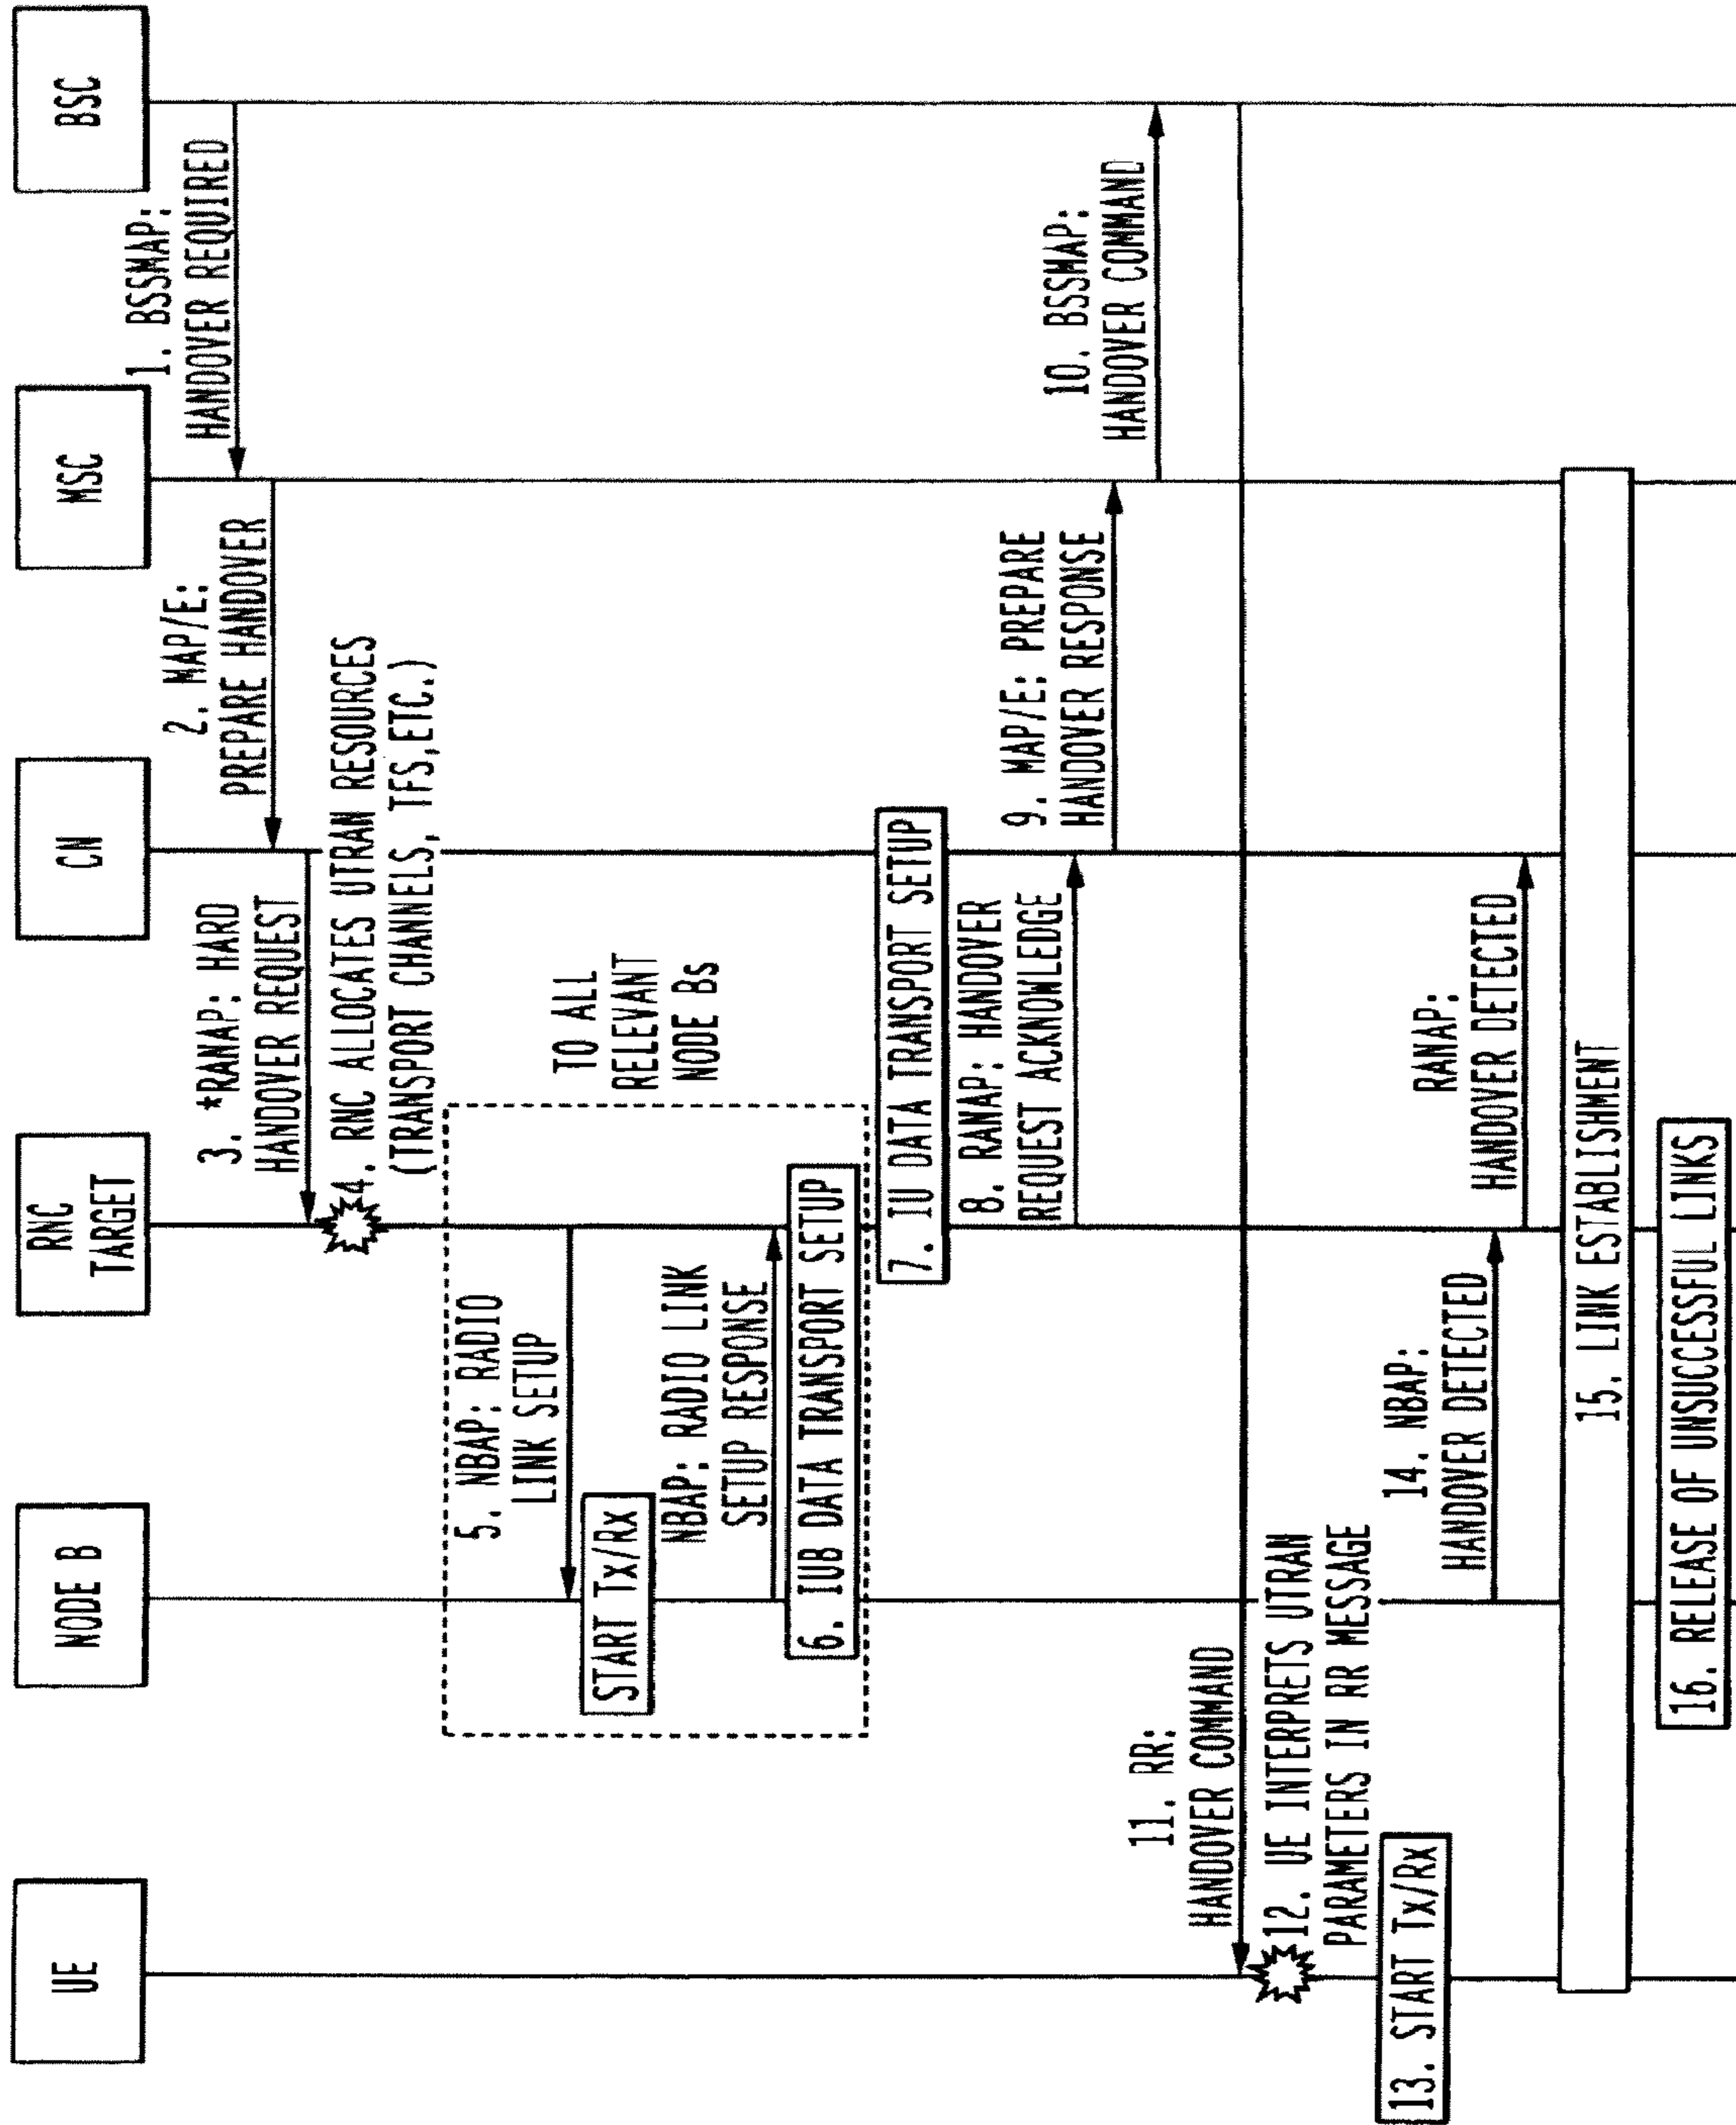 UE
NODE B
RNC
TARGET
CN
MSC
BSC
1. BSSMAP:
HANDOVER REQUIRED
2. MAP/E:
PREPARE HANDOVER
3. *RANAP: HARD
HANDOVER REQUEST
4. RNC ALLOCATES UTRAN RESOURCES
(TRANSPORT CHANNELS, TFS,ETC.)
5. NBAP: RADIO
LINK SETUP
TO ALL
RELEVANT
NODE Bs
START Tx/Rx
NBAP: RADIO LINK
SETUP RESPONSE
6. IUB DATA TRANSPORT SETUP
7. IU DATA TRANSPORT SETUP
8. RANAP: HANDOVER
REQUEST ACKNOWLEDGE
9. MAP/E: PREPARE
HANDOVER RESPONSE
10. BSSMAP:
HANDOVER COMMAND
11. RR:
HANDOVER COMMAND
12. UE INTERPRETS UTRAN
PARAMETERS IN RR MESSAGE
13. START Tx/Rx
14. NBAP:
HANDOVER DETECTED
RANAP:
HANDOVER DETECTED
15. LINK ESTABLISHMENT
16. RELEASE OF UNSUCCESSFUL LINKS